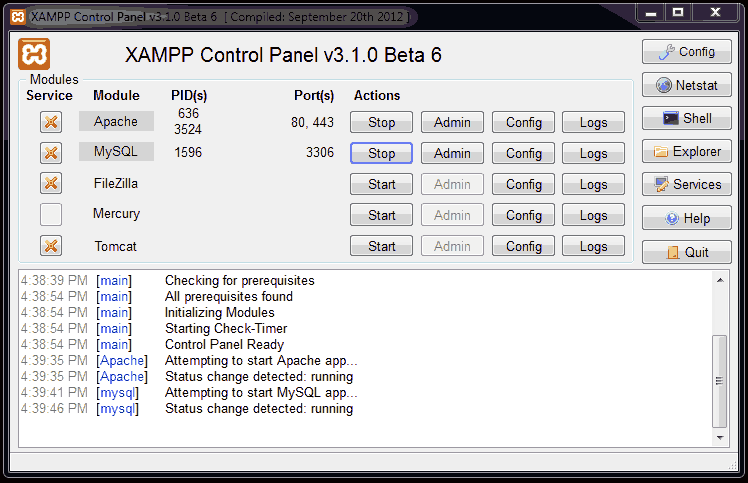 XAMPP Control Panel v3.1.0 Beta 6 [ Compiled: September 20th 2012 ]
XAMPP Control Panel v3.1.0 Beta 6
Config
Modules
Service Module PID(s) Port(s) Actions
Netstat
Apache 636 3524 80, 443 Stop Admin Config Logs
Shell
MySQL 1596 3306 Stop Admin Config Logs
Explorer
FileZilla Start Admin Config Logs
Services
Mercury Start Admin Config Logs
Help
Tomcat Start Admin Config Logs
Quit
4:38:39 PM [main] Checking for prerequisites
4:38:54 PM [main] All prerequisites found
4:38:54 PM [main] Initializing Modules
4:38:54 PM [main] Starting Check-Timer
4:38:54 PM [main] Control Panel Ready
4:39:35 PM [Apache] Attempting to start Apache app...
4:39:35 PM [Apache] Status change detected: running
4:39:41 PM [mysql] Attempting to start MySQL app...
4:39:46 PM [mysql] Status change detected: running